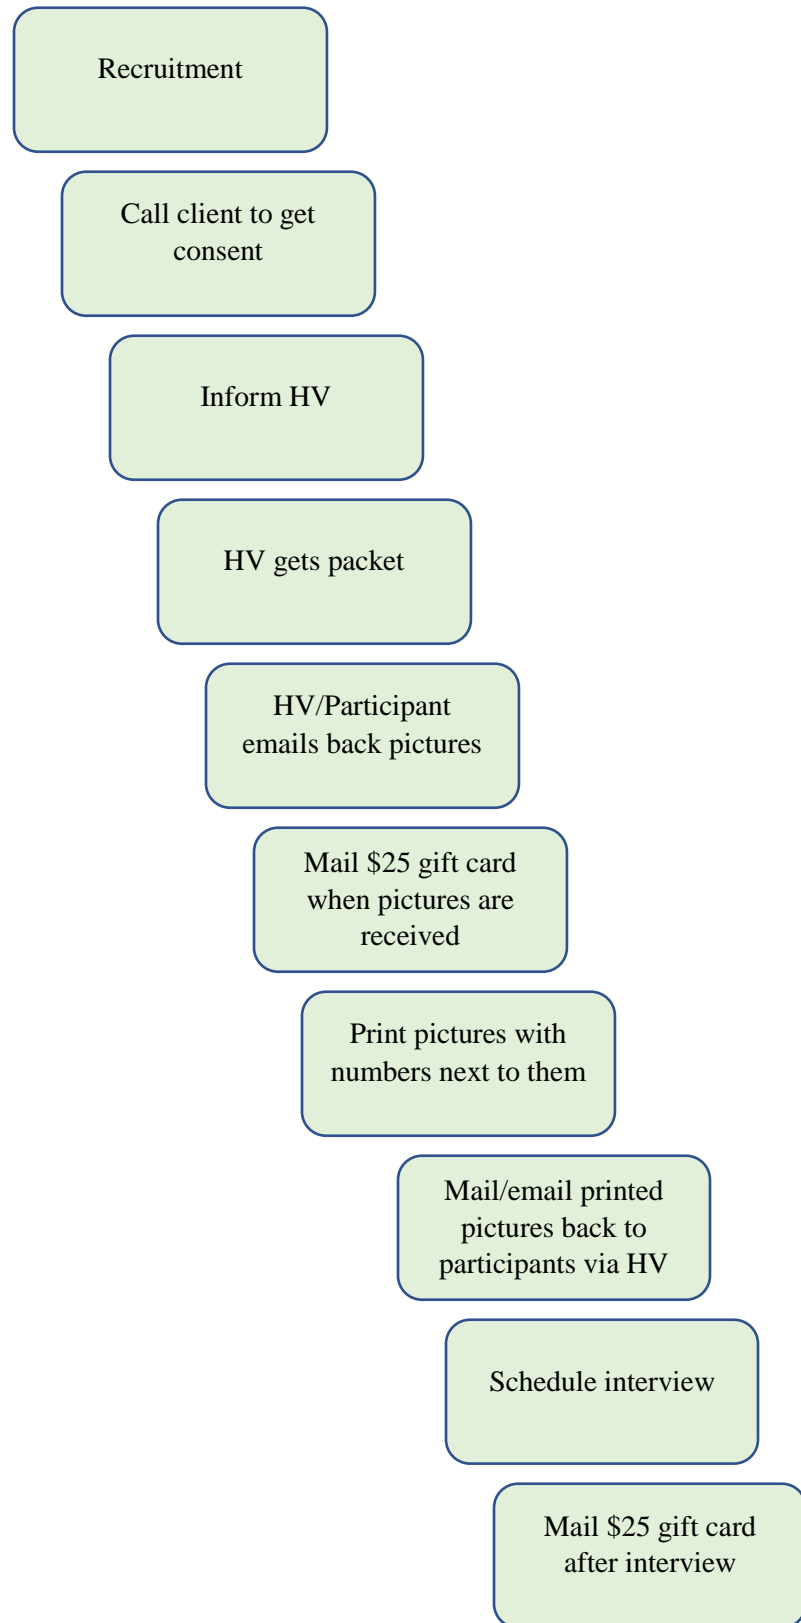 Recruitment
Call client to get
consent
Inform HV
HV gets packet
HV/Participant
emails back pictures
Mail $25 gift card
when pictures are
received
Print pictures with
numbers next to them
Mail/email printed
pictures back to
participants via HV
Schedule interview
Mail $25 gift card
after interview